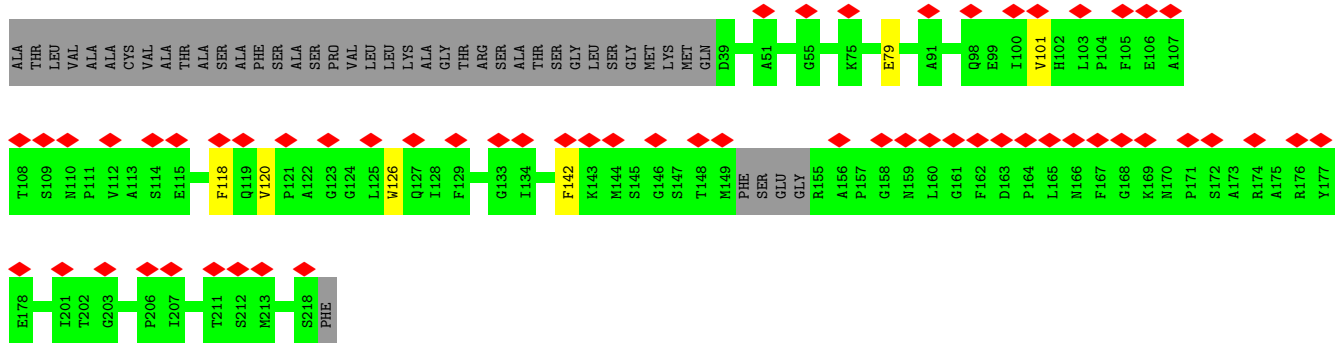 ALA THR LEU VAL ALA ALA CYS VAL ALA THR ALA SER ALA PHE SER ALA SER PRO VAL LEU LEU LYS ALA GLY THR ARG SER ALA THR SER GLY LEU SER GLY MET LYS MET GLN D39 A51 G55 K75 E79 A91 Q98 E99 I100 V101 H102 L103 P104 F105 E106 A107
T108 S109 N110 P111 V112 A113 S114 E115 F118 Q119 V120 P121 A122 G123 G124 L125 W126 Q127 I128 F129 G133 I134 F142 K143 M144 S145 G146 S147 T148 M149 PHE SER GLU GLY R155 A156 P157 G158 N159 L160 G161 F162 D163 P164 L165 N166 F167 G168 K169 N170 P171 S172 A173 R174 A175 R176 Y177
E178 I201 T202 G203 P206 I207 T211 S212 M213 S218 PHE